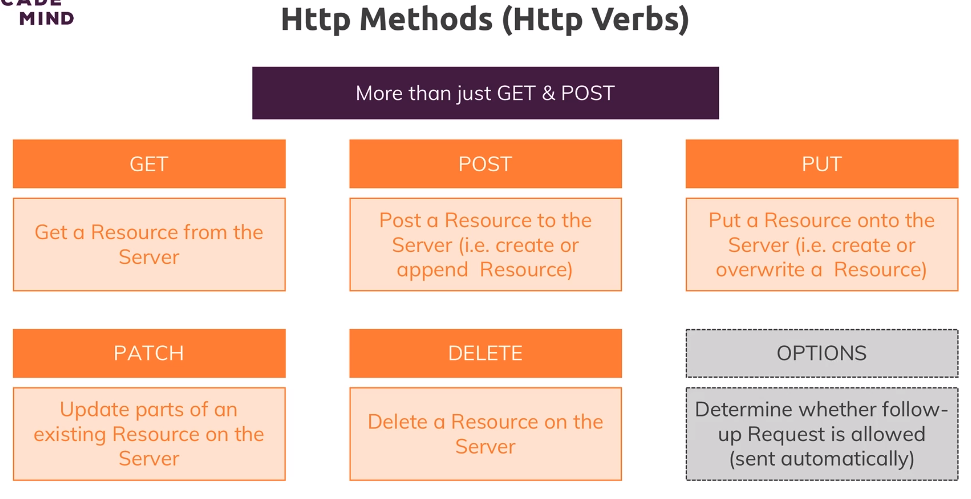 CADE
MIND
Http Methods (Http Verbs)
More than just GET & POST
GET
POST
PUT
Get a Resource from the
Server
Post a Resource to the
Server (i.e. create or
append Resource)
Put a Resource onto the
Server (i.e. create or
overwrite a Resource)
PATCH
DELETE
OPTIONS
Update parts of an
existing Resource on the
Server
Delete a Resource on the
Server
Determine whether follow-
up Request is allowed
(sent automatically)